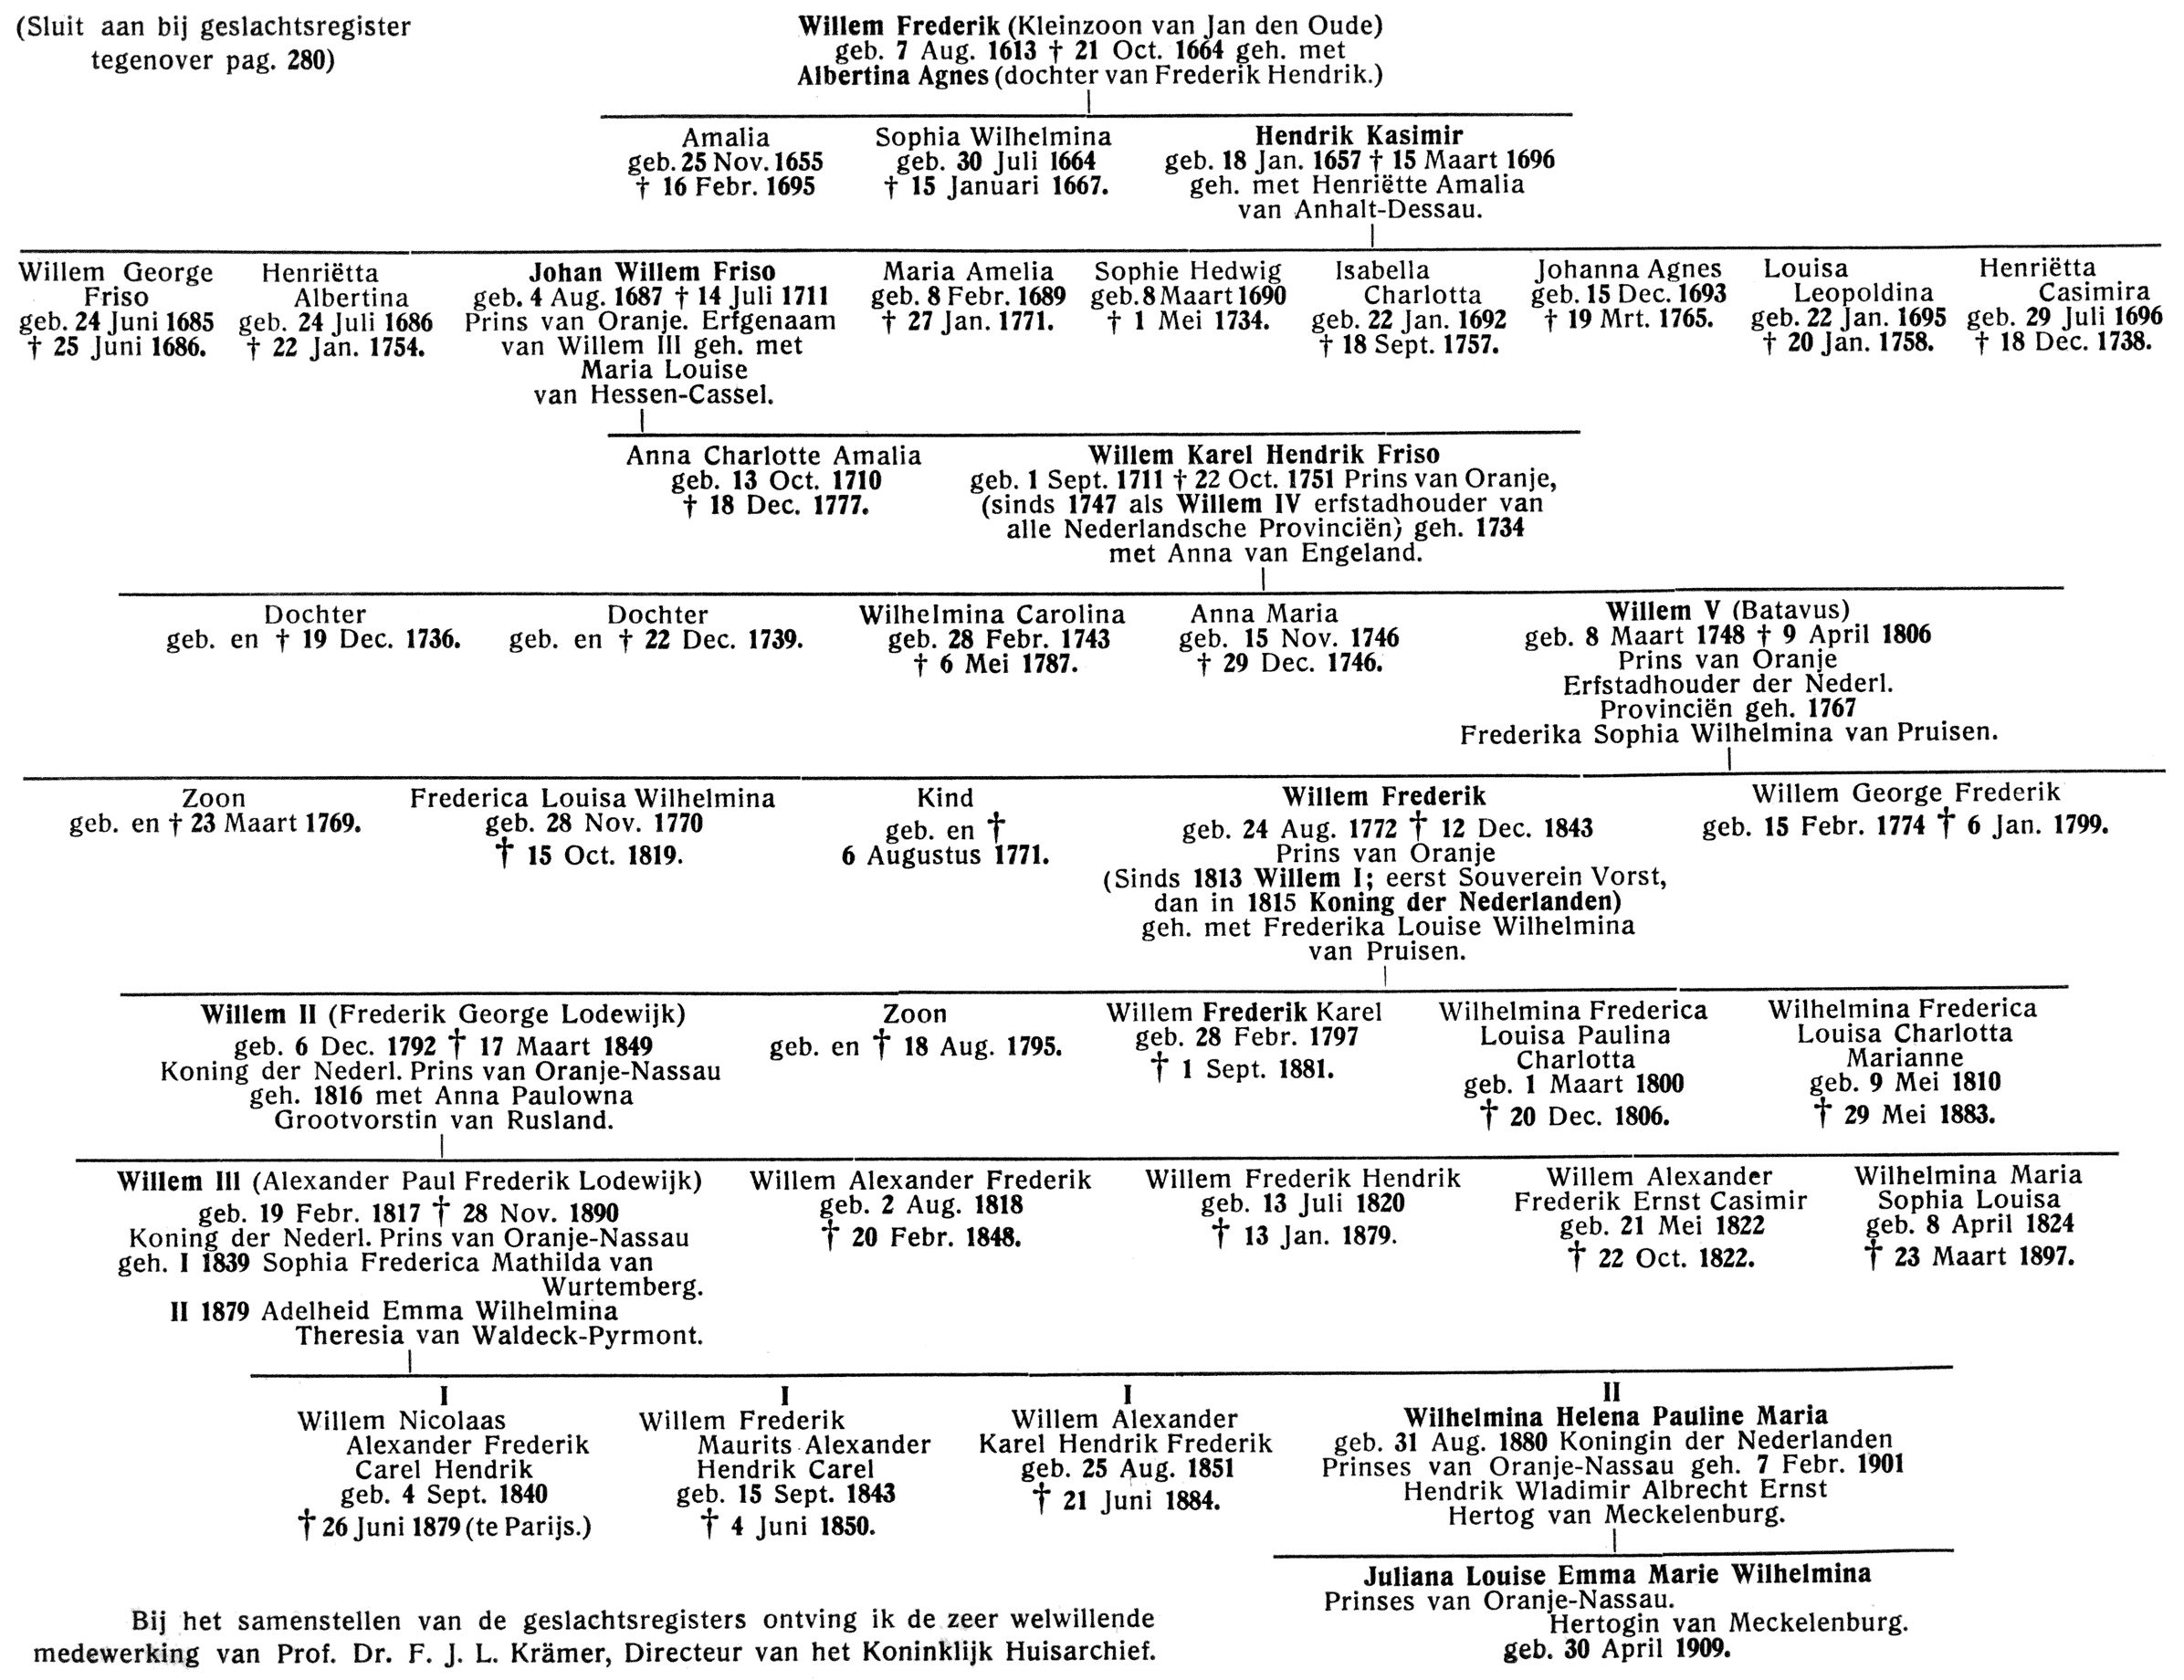 (Sluit aan bij geslachtsregister
tegenover pag. 280)
Willem Frederik (Kleinzoon van Jan den Oude)
geb. 7 Aug. 1613 † 21 Oct. 1664 geh. met
Albertina Agnes (dochter van Frederik Hendrik.)
Amalia
geb. 25 Nov. 1655
† 16 Febr. 1695
Sophia Wilhelmina
geb. 30 Juli 1664
† 15 Januari 1667.
Hendrik Kasimir
geb. 18 Jan. 1657 † 15 Maart 1696
geh. met Henriëtte Amalia
van Anhalt-Dessau.
Willem George
Friso
geb. 24 Juni 1685
† 25 Juni 1686.
Henriëtta
Albertina
geb. 24 Juli 1686
† 22 Jan. 1754.
Johan Willem Friso
geb. 4 Aug. 1687 † 14 Juli 1711
Prins van Oranje. Erfgenaam
van Willem III geh. met
Maria Louise
van Hessen-Cassel.
Maria Amelia
geb. 8 Febr. 1689
† 27 Jan. 1771.
Sophie Hedwig
geb. 8 Maart 1690
† 1 Mei 1734.
Isabella
Charlotta
geb. 22 Jan. 1692
† 18 Sept. 1757.
Johanna Agnes
geb. 15 Dec. 1693
† 19 Mrt. 1765.
Louisa
Leopoldina
geb. 22 Jan. 1695
† 20 Jan. 1758.
Henriëtta
Casimira
geb. 29 Juli 1696
† 18 Dec. 1738.
Anna Charlotte Amalia
geb. 13 Oct. 1710
† 18 Dec. 1777.
Willem Karel Hendrik Friso
geb. 1 Sept. 1711 † 22 Oct. 1751 Prins van Oranje,
(sinds 1747 als Willem IV erfstadhouder van
alle Nederlandsche Provinciën) geh. 1734
met Anna van Engeland.
Dochter
geb. en † 19 Dec. 1736.
Dochter
geb. en † 22 Dec. 1739.
Wilhelmina Carolina
geb. 28 Febr. 1743
† 6 Mei 1787.
Anna Maria
geb. 15 Nov. 1746
† 29 Dec. 1746.
Willem V (Batavus)
geb. 8 Maart 1748 † 9 April 1806
Prins van Oranje
Erfstadhouder der Nederl.
Provinciën geh. 1767
Frederika Sophia Wilhelmina van Pruisen.
Zoon
geb. en † 23 Maart 1769.
Frederica Louisa Wilhelmina
geb. 28 Nov. 1770
† 15 Oct. 1819.
Kind
geb. en †
6 Augustus 1771.
Willem Frederik
geb. 24 Aug. 1772 † 12 Dec. 1843
Prins van Oranje
(Sinds 1813 Willem I; eerst Souverein Vorst,
dan in 1815 Koning der Nederlanden)
geh. met Frederika Louise Wilhelmina
van Pruisen.
Willem George Frederik
geb. 15 Febr. 1774 † 6 Jan. 1799.
Willem II (Frederik George Lodewijk)
geb. 6 Dec. 1792 † 17 Maart 1849
Koning der Nederl. Prins van Oranje-Nassau
geh. 1816 met Anna Paulowna
Grootvorstin van Rusland.
Zoon
geb. en † 18 Aug. 1795.
Willem Frederik Karel
geb. 28 Febr. 1797
† 1 Sept. 1881.
Wilhelmina Frederica
Louisa Paulina
Charlotta
geb. 1 Maart 1800
† 20 Dec. 1806.
Wilhelmina Frederica
Louisa Charlotta
Marianne
geb. 9 Mei 1810
† 29 Mei 1883.
Willem III (Alexander Paul Frederik Lodewijk)
geb. 19 Febr. 1817 † 28 Nov. 1890
Koning der Nederl. Prins van Oranje-Nassau
geh. I 1839 Sophia Frederica Mathilda van
Wurtemberg.
II 1879 Adelheid Emma Wilhelmina
Theresia van Waldeck-Pyrmont.
Willem Alexander Frederik
geb. 2 Aug. 1818
† 20 Febr. 1848.
Willem Frederik Hendrik
geb. 13 Juli 1820
† 13 Jan. 1879.
Willem Alexander
Frederik Ernst Casimir
geb. 21 Mei 1822
† 22 Oct. 1822.
Wilhelmina Maria
Sophia Louisa
geb. 8 April 1824
† 23 Maart 1897.
I
Willem Nicolaas
Alexander Frederik
Carel Hendrik
geb. 4 Sept. 1840
† 26 Juni 1879 (te Parijs.)
I
Willem Frederik
Maurits Alexander
Hendrik Carel
geb. 15 Sept. 1843
† 4 Juni 1850.
I
Willem Alexander
Karel Hendrik Frederik
geb. 25 Aug. 1851
† 21 Juni 1884.
II
Wilhelmina Helena Pauline Maria
geb. 31 Aug. 1880 Koningin der Nederlanden
Prinses van Oranje-Nassau geh. 7 Febr. 1901
Hendrik Wladimir Albrecht Ernst
Hertog van Meckelenburg.
Juliana Louise Emma Marie Wilhelmina
Prinses van Oranje-Nassau.
Hertogin van Meckelenburg.
geb. 30 April 1909.
Bij het samenstellen van de geslachtsregisters ontving ik de zeer welwillende
medewerking van Prof. Dr. F. J. L. Krämer, Directeur van het Koninklijk Huisarchief.